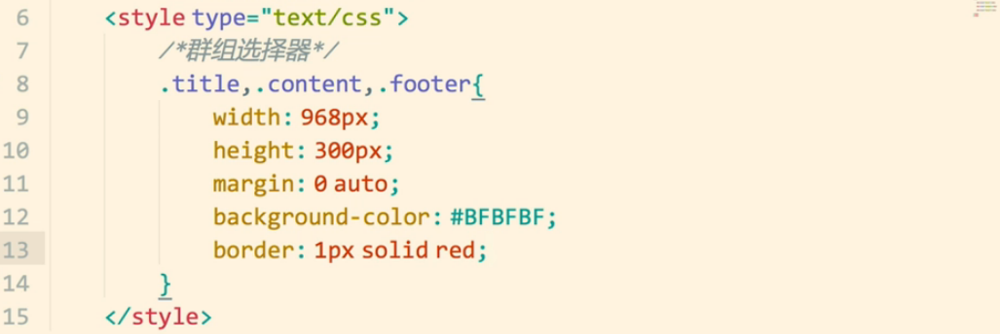 6 <style type="text/css">
7 /*群组选择器*/
8 .title,.content,.footer{
9 width: 968px;
10 height: 300px;
11 margin: 0 auto;
12 background-color: #BFBFBF;
13 border: 1px solid red;
14 }
15 </style>